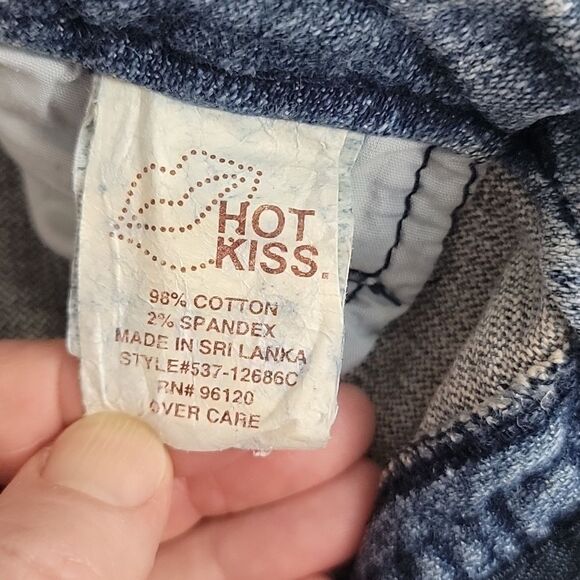 HOT
KISS.
98% COTTON
2% SPANDEX
MADE IN SRI LANKA
STYLE#537-12686C
RN# 96120
OVER CARE